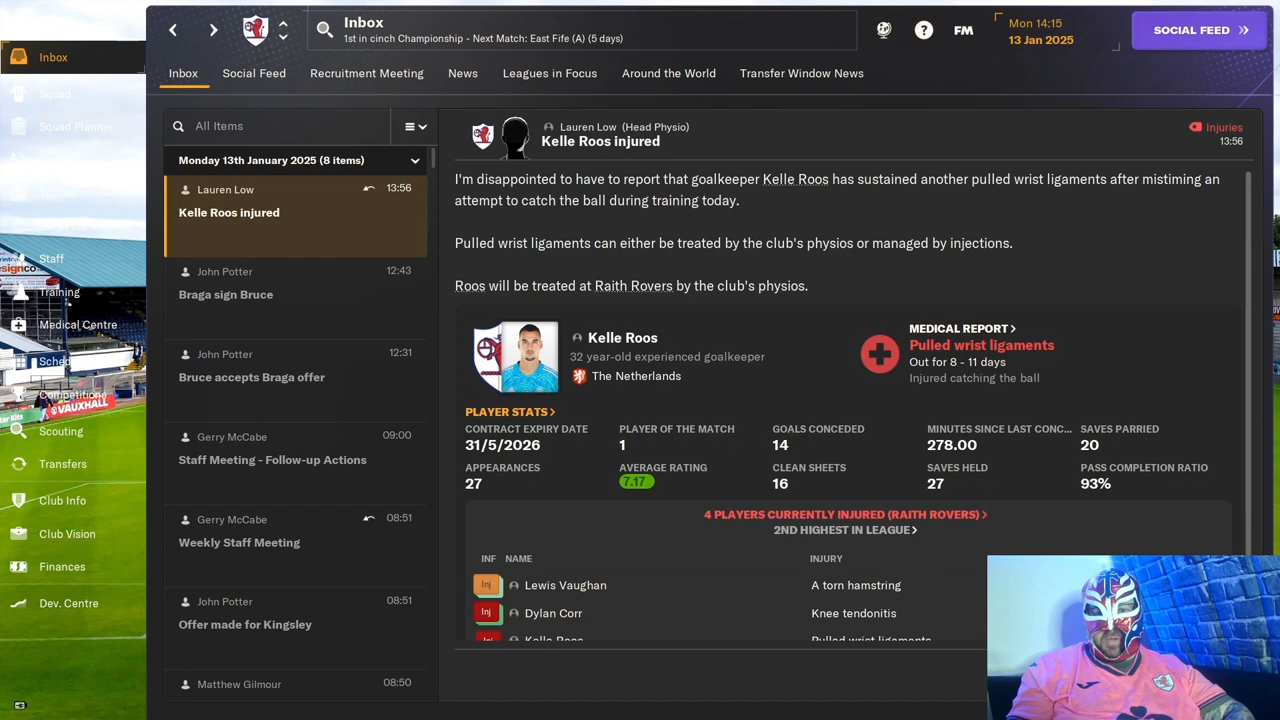 Inbox
1st in cinch Championship - Next Match: East Fife (A) (5 days)
FM
Mon 14:15
13 Jan 2025
SOCIAL FEED
Inbox
Squad
Squad Planner
Staff
Training
Medical Centre
Sched
Competitions
Scouting
Transfers
Club Info
Club Vision
Finances
Dev. Centre
VAUXHALL
Inbox
Social Feed
Recruitment Meeting
News
Leagues in Focus
Around the World
Transfer Window News
All Items
Monday 13th January 2025 (8 items)
Lauren Low 13:56
Kelle Roos injured
John Potter 12:43
Braga sign Bruce
John Potter 12:31
Bruce accepts Braga offer
Gerry McCabe 09:00
Staff Meeting - Follow-up Actions
Gerry McCabe 08:51
Weekly Staff Meeting
John Potter 08:51
Offer made for Kingsley
Matthew Gilmour 08:50
Lauren Low (Head Physio)
Kelle Roos injured
Injuries
13:56
I'm disappointed to have to report that goalkeeper Kelle Roos has sustained another pulled wrist ligaments after mistiming an
attempt to catch the ball during training today.
Pulled wrist ligaments can either be treated by the club's physios or managed by injections.
Roos will be treated at Raith Rovers by the club's physios.
Kelle Roos
32 year-old experienced goalkeeper
The Netherlands
MEDICAL REPORT >
Pulled wrist ligaments
Out for 8 - 11 days
Injured catching the ball
PLAYER STATS >
CONTRACT EXPIRY DATE PLAYER OF THE MATCH GOALS CONCEDED MINUTES SINCE LAST CONC... SAVES PARRIED
31/5/2026 1 14 278.00 20
APPEARANCES AVERAGE RATING CLEAN SHEETS SAVES HELD PASS COMPLETION RATIO
27 7.17 16 27 93%
4 PLAYERS CURRENTLY INJURED (RAITH ROVERS) >
2ND HIGHEST IN LEAGUE >
INF NAME INJURY
Inj Lewis Vaughan A torn hamstring
Inj Dylan Corr Knee tendonitis
Inj Kelle Roos Pulled wrist ligaments